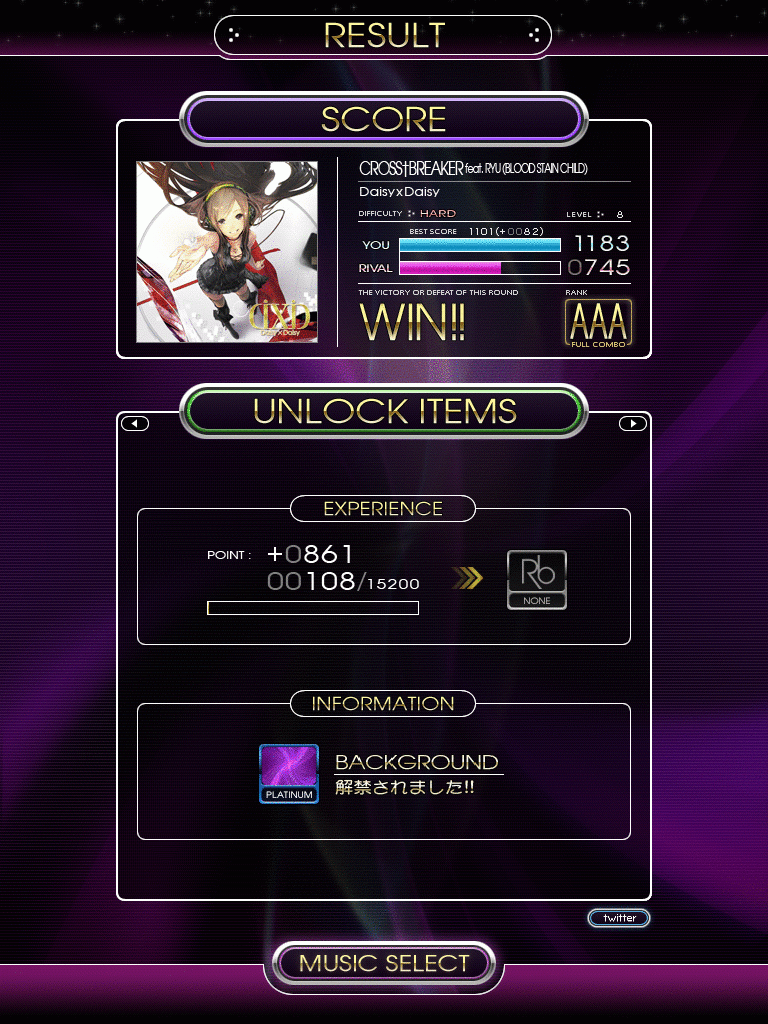 RESULT
SCORE
CROSS†BREAKER feat. RYU (BLOOD STAIN CHILD)
DaisyxDaisy
DIFFICULTY HARD LEVEL 8
BEST SCORE 1101(+0082)
YOU 1183
RIVAL 0745
THE VICTORY OR DEFEAT OF THIS ROUND RANK
WIN!!
AAA
FULL COMBO
DXD
Daisy×Daisy
UNLOCK ITEMS
EXPERIENCE
POINT : +0861
00108/15200
Rb
NONE
INFORMATION
BACKGROUND
解禁されました!!
PLATINUM
twitter
MUSIC SELECT